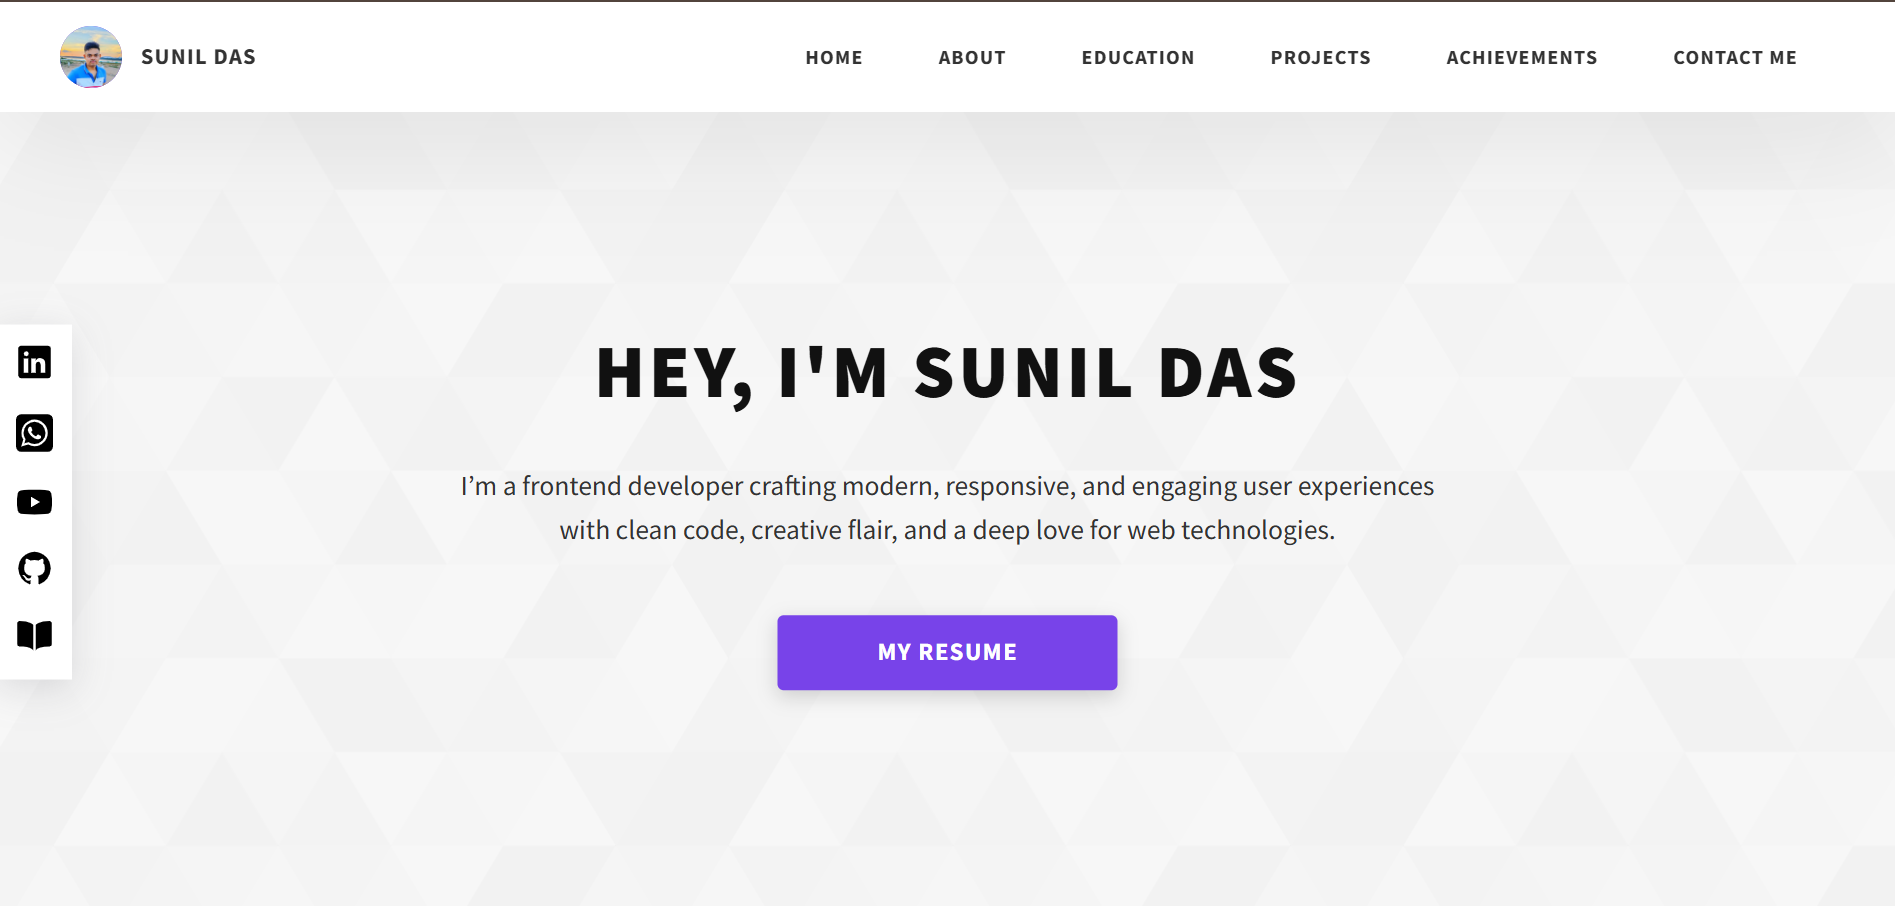 SUNIL DAS
HOME
ABOUT
EDUCATION
PROJECTS
ACHIEVEMENTS
CONTACT ME
in
HEY, I'M SUNIL DAS
I’m a frontend developer crafting modern, responsive, and engaging user experiences
with clean code, creative flair, and a deep love for web technologies.
MY RESUME